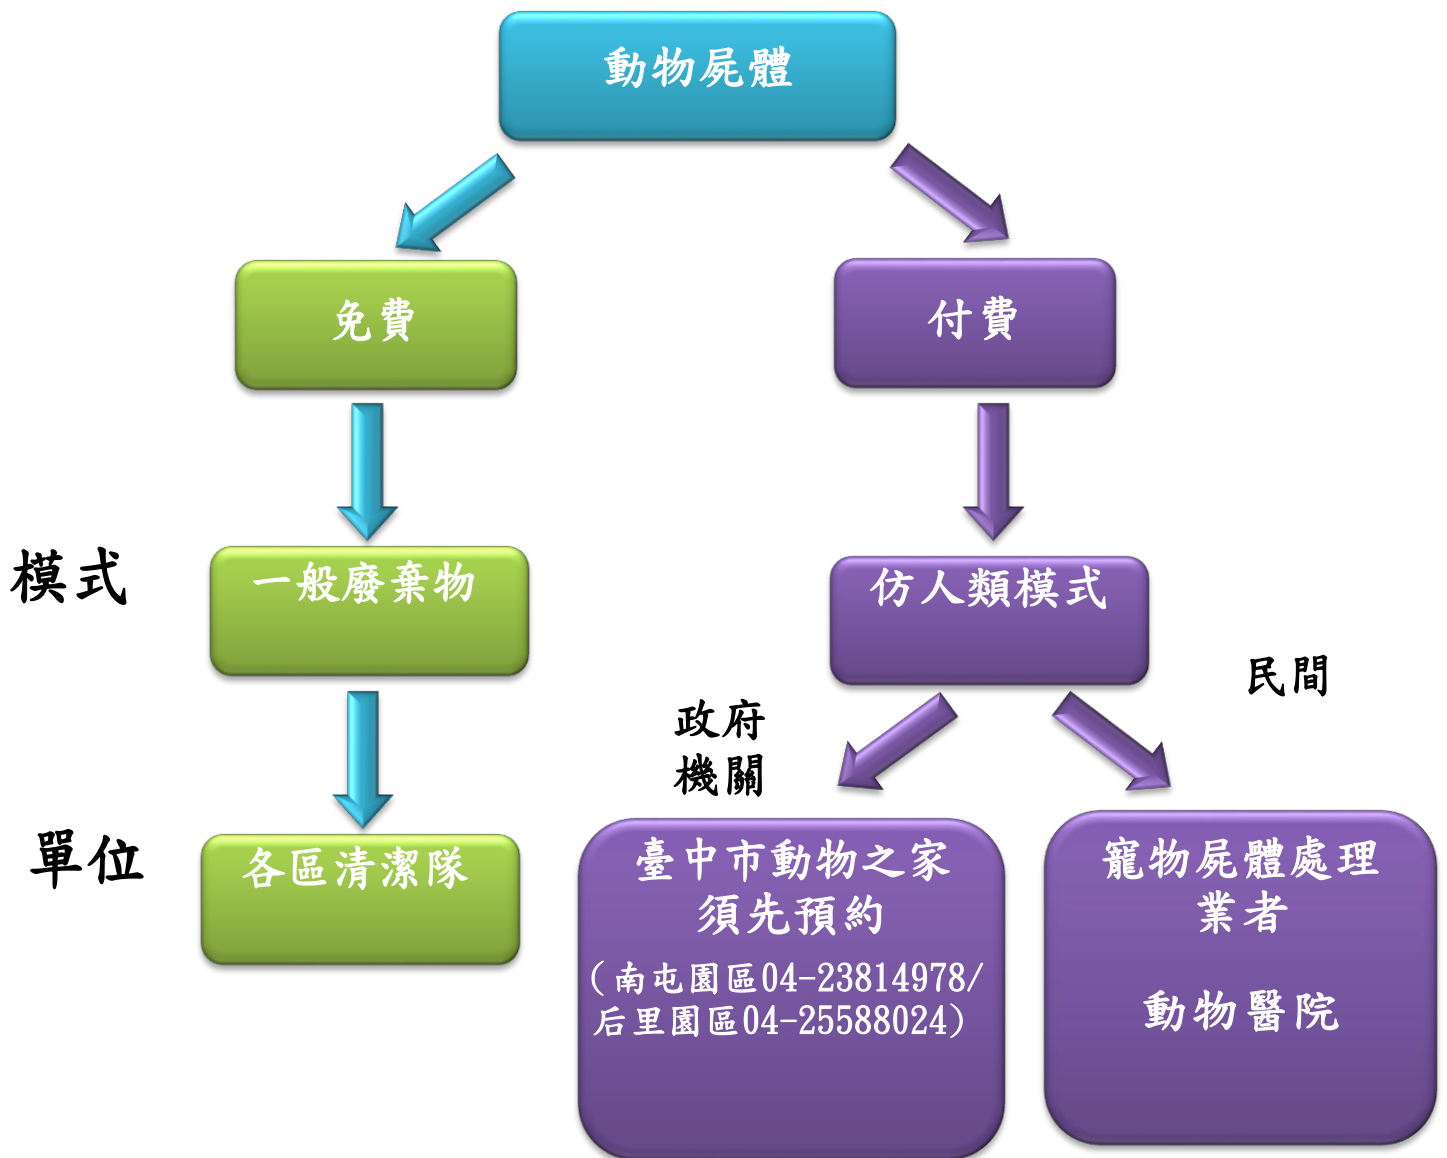 動物屍體
免費
付費
模式
一般廢棄物
仿人類模式
政府
機關
民間
單位
各區清潔隊
臺中市動物之家
須先預約
（南屯園區04-23814978/
后里園區04-25588024）
寵物屍體處理
業者
動物醫院